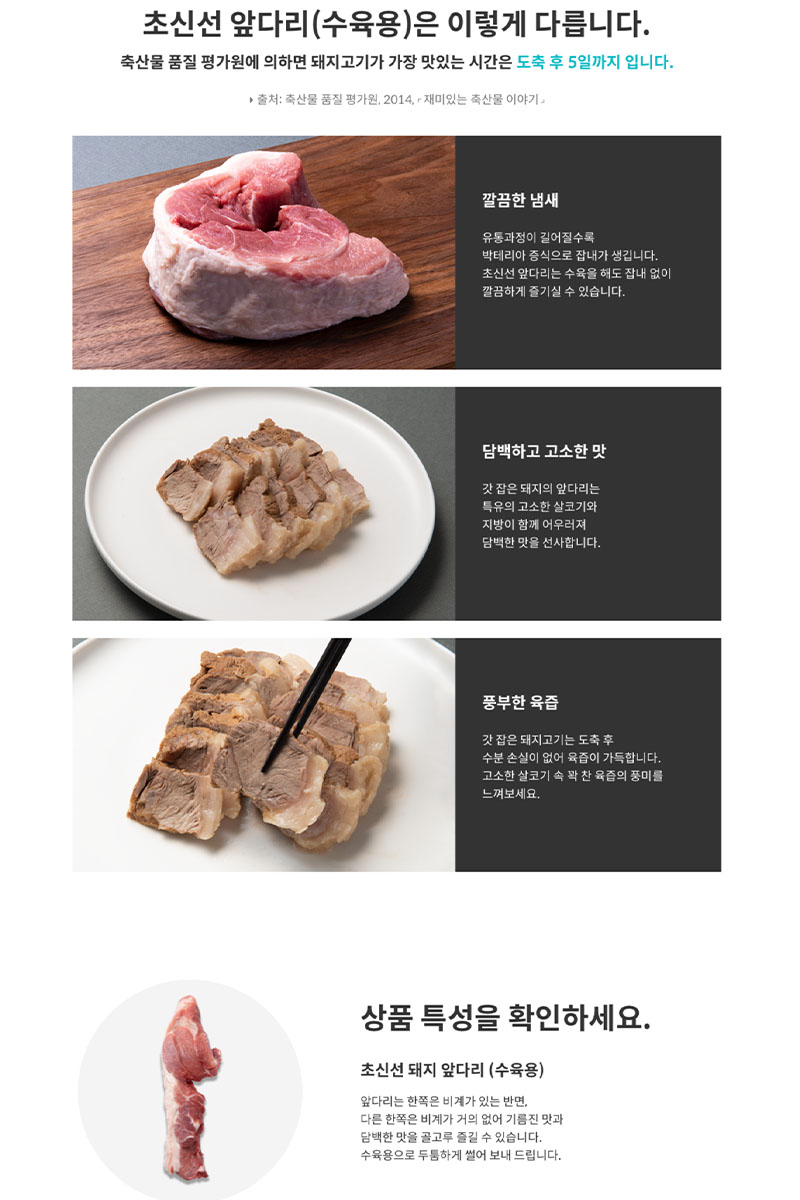 초신선 앞다리(수육용)은 이렇게 다릅니다.
축산물 품질 평가원에 의하면 돼지고기가 가장 맛있는 시간은 도축 후 5일까지 입니다.
출처: 축산물 품질 평가원, 2014,「재미있는 축산물 이야기」
깔끔한 냄새
유통과정이 길어질수록
박테리아 증식으로 잡내가 생깁니다.
초신선 앞다리는 수육을 해도 잡내 없이
깔끔하게 즐기실 수 있습니다.
담백하고 고소한 맛
갓 잡은 돼지의 앞다리는
특유의 고소한 살코기와
지방이 함께 어우러져
담백한 맛을 선사합니다.
풍부한 육즙
갓 잡은 돼지고기는 도축 후
수분 손실이 없어 육즙이 가득합니다.
고소한 살코기 속 꽉 찬 육즙의 풍미를
느껴보세요.
상품 특성을 확인하세요.
초신선 돼지 앞다리 (수육용)
앞다리는 한쪽은 비계가 있는 반면,
다른 한쪽은 비계가 거의 없어 기름진 맛과
담백한 맛을 골고루 즐길 수 있습니다.
수육용으로 두툼하게 썰어 보내 드립니다.